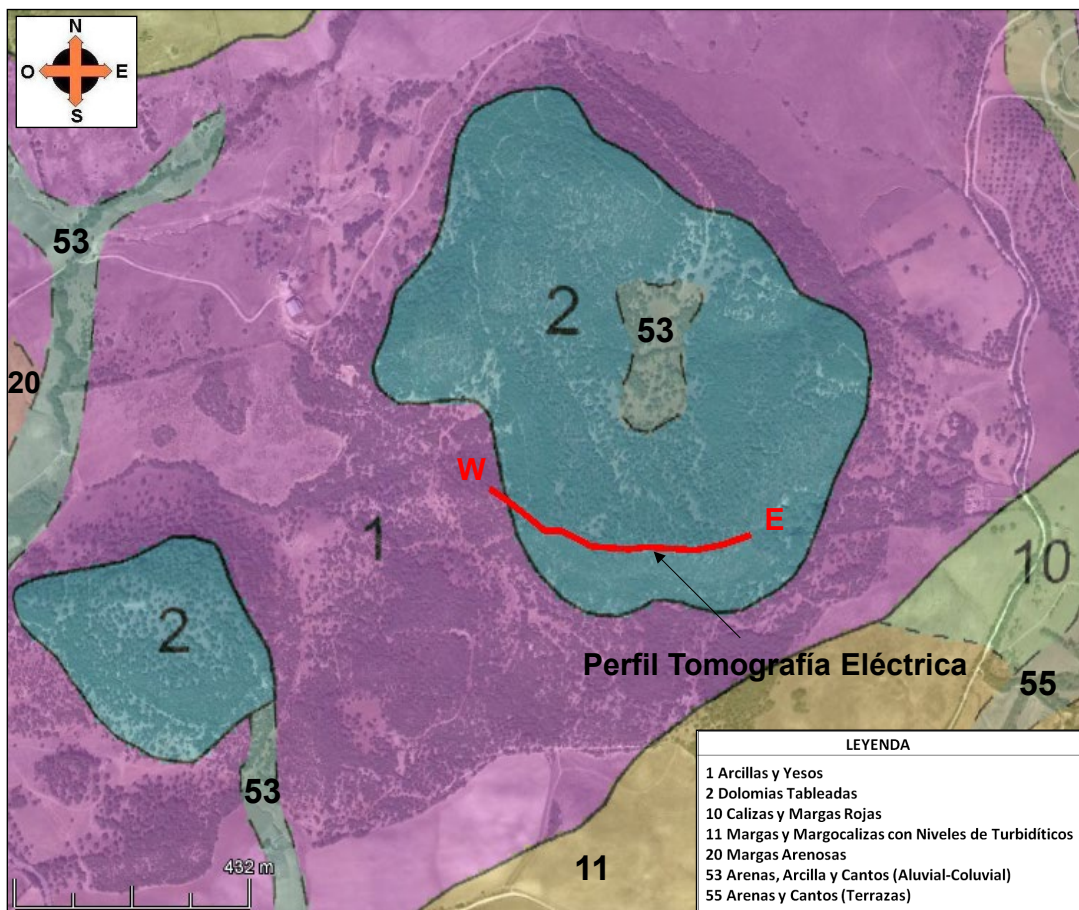 N
O E
S
53
2
53
20
W
1
E
10
2
Perfil Tomografía Eléctrica
55
53
432 m
11
LEYENDA
1 Arcillas y Yesos
2 Dolomias Tableadas
10 Calizas y Margas Rojas
11 Margas y Margocalizas con Niveles de Turbidíticos
20 Margas Arenosas
53 Arenas, Arcilla y Cantos (Aluvial-Coluvial)
55 Arenas y Cantos (Terrazas)